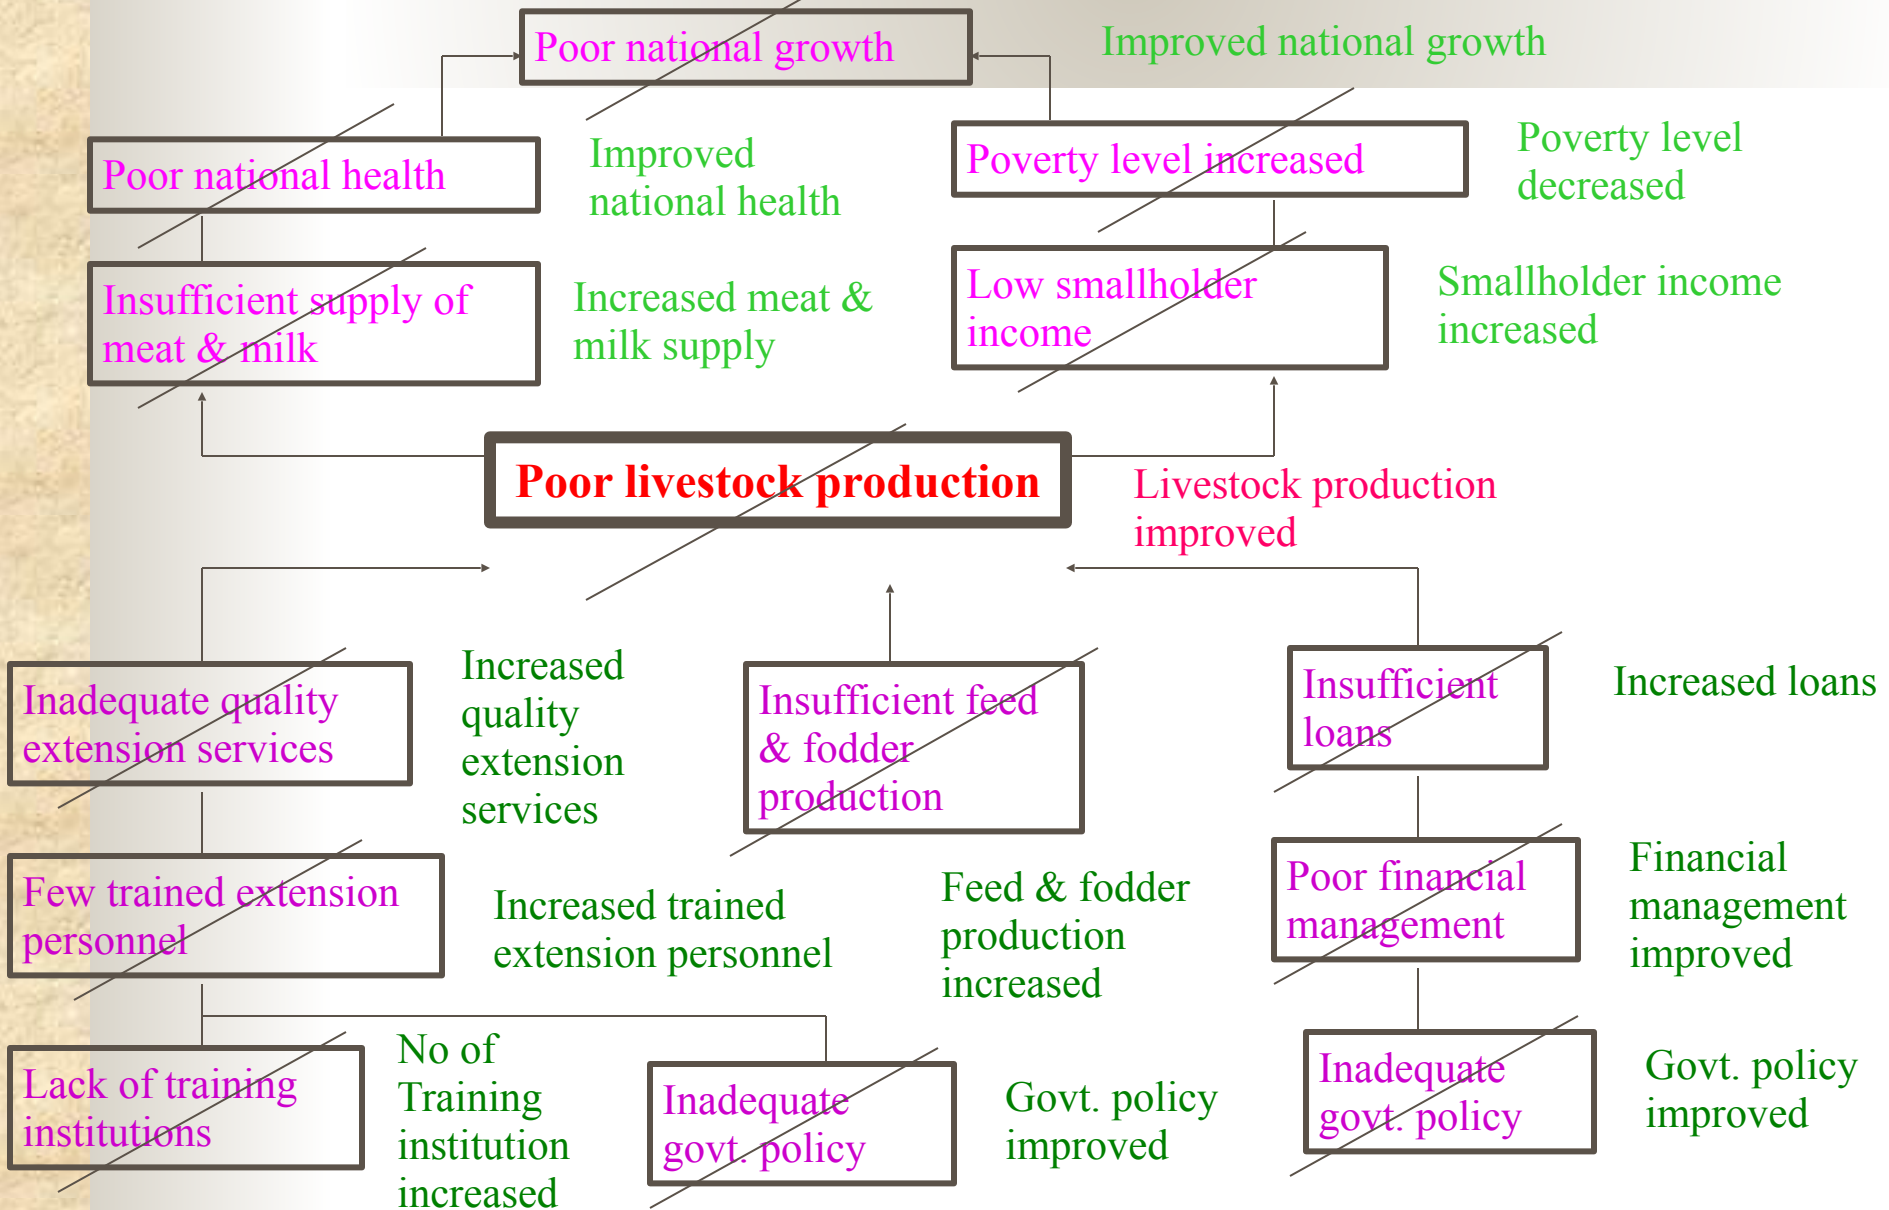 Poor national growth
Improved national growth
Poor national health
Improved
national health
Poverty level increased
Poverty level
decreased
Insufficient supply of
meat & milk
Increased meat &
milk supply
Low smallholder
income
Smallholder income
increased
Poor livestock production
Livestock production
improved
Inadequate quality
extension services
Increased
quality
extension
services
Insufficient feed
& fodder
production
Insufficient
loans
Increased loans
Few trained extension
personnel
Increased trained
extension personnel
Feed & fodder
production
increased
Poor financial
management
Financial
management
improved
Lack of training
institutions
No of
Training
institution
increased
Inadequate
govt. policy
Govt. policy
improved
Inadequate
govt. policy
Govt. policy
improved